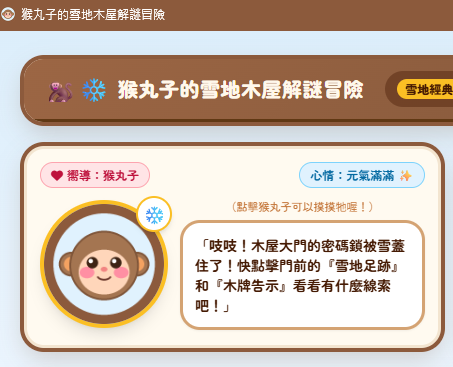 猴丸子的雪地木屋解謎冒險
猴丸子的雪地木屋解謎冒險
雪地經典
嚮導：猴丸子
心情：元氣滿滿
（點擊猴丸子可以摸摸牠喔！）
「吱吱！木屋大門的密碼鎖被雪蓋
住了！快點擊門前的『雪地足跡』
和『木牌告示』看看有什麼線索
吧！」